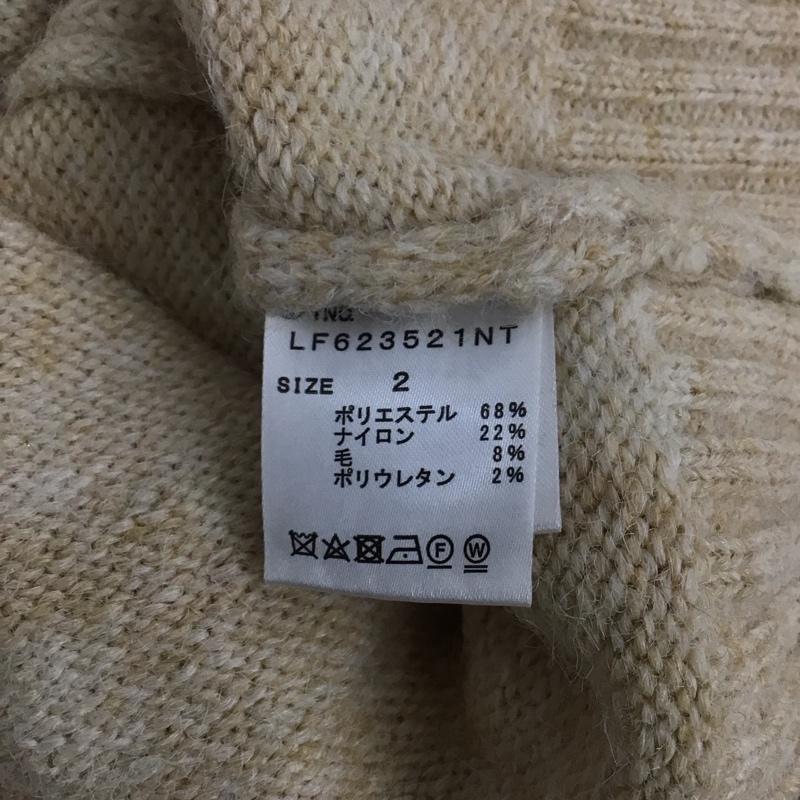 LF623521NT
SIZE 2
ポリエステル 68%
ナイロン 22%
毛 8%
ポリウレタン 2%
F W